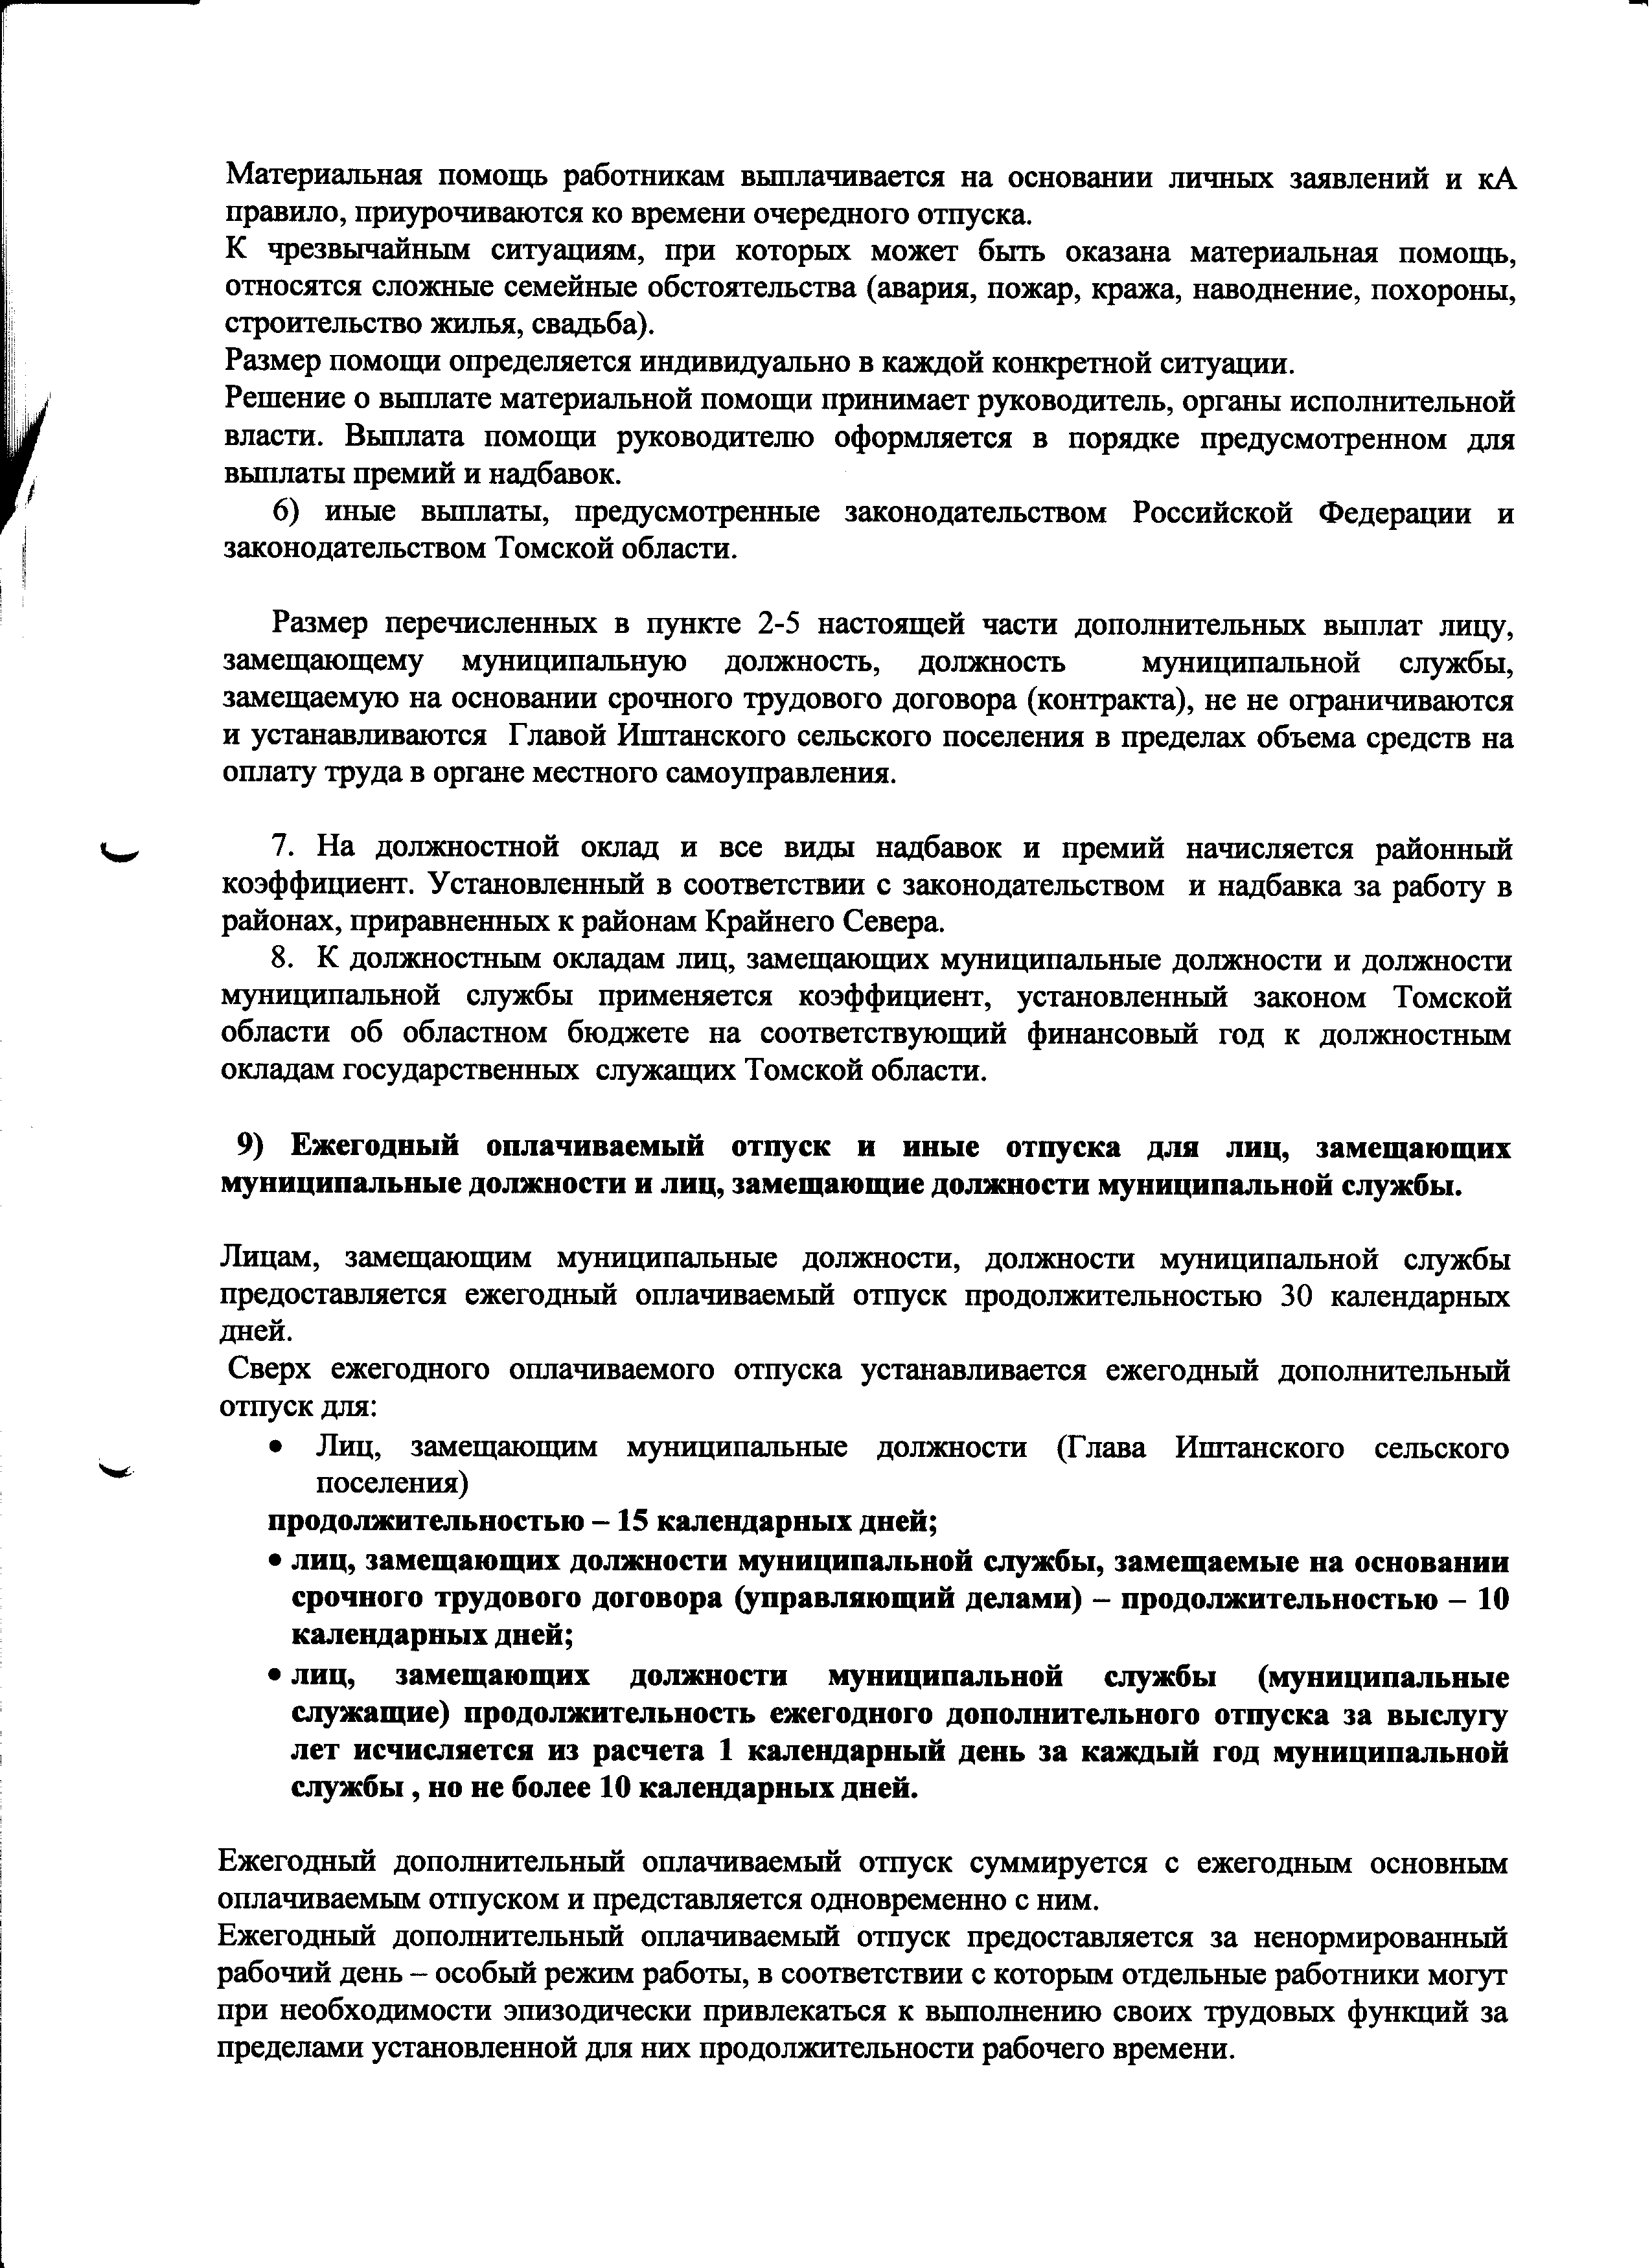 Материальная помощь работникам выплачивается на основании личных заявлений и кА
правило, приурочиваются ко времени очередного отпуска.
К чрезвычайным ситуациям, при которых может быть оказана материальная помощь,
относятся сложные семейные обстоятельства (авария, пожар, кража, наводнение, похороны,
строительство жилья, свадьба).
Размер помощи определяется индивидуально в каждой конкретной ситуации.
Решение о выплате материальной помощи принимает руководитель, органы исполнительной
власти. Выплата помощи руководителю оформляется в порядке предусмотренном для
выплаты премий и надбавок.
6) иные выплаты, предусмотренные законодательством Российской Федерации и
законодательством Томской области.
Размер перечисленных в пункте 2-5 настоящей части дополнительных выплат лицу,
замещающему муниципальную должность, должность муниципальной службы,
замещаемую на основании срочного трудового договора (контракта), не не ограничиваются
и устанавливаются Главой Иштанского сельского поселения в пределах объема средств на
оплату труда в органе местного самоуправления.
7. На должностной оклад и все виды надбавок и премий начисляется районный
коэффициент. Установленный в соответствии с законодательством и надбавка за работу в
районах, приравненных к районам Крайнего Севера.
8. К должностным окладам лиц, замещающих муниципальные должности и должности
муниципальной службы применяется коэффициент, установленный законом Томской
области об областном бюджете на соответствующий финансовый год к должностным
окладам государственных служащих Томской области.
9) Ежегодный оплачиваемый отпуск и иные отпуска для лиц, замещающих
муниципальные должности и лиц, замещающие должности муниципальной службы.
Лицам, замещающим муниципальные должности, должности муниципальной службы
предоставляется ежегодный оплачиваемый отпуск продолжительностью 30 календарных
дней.
Сверх ежегодного оплачиваемого отпуска устанавливается ежегодный дополнительный
отпуск для:
• Лиц, замещающим муниципальные должности (Глава Иштанского сельского
поселения)
продолжительностью – 15 календарных дней;
• лиц, замещающих должности муниципальной службы, замещаемые на основании
срочного трудового договора (управляющий делами) – продолжительностью – 10
календарных дней;
• лиц, замещающих должности муниципальной службы (муниципальные
служащие) продолжительность ежегодного дополнительного отпуска за выслугу
лет исчисляется из расчета 1 календарный день за каждый год муниципальной
службы , но не более 10 календарных дней.
Ежегодный дополнительный оплачиваемый отпуск суммируется с ежегодным основным
оплачиваемым отпуском и представляется одновременно с ним.
Ежегодный дополнительный оплачиваемый отпуск предоставляется за ненормированный
рабочий день – особый режим работы, в соответствии с которым отдельные работники могут
при необходимости эпизодически привлекаться к выполнению своих трудовых функций за
пределами установленной для них продолжительности рабочего времени.